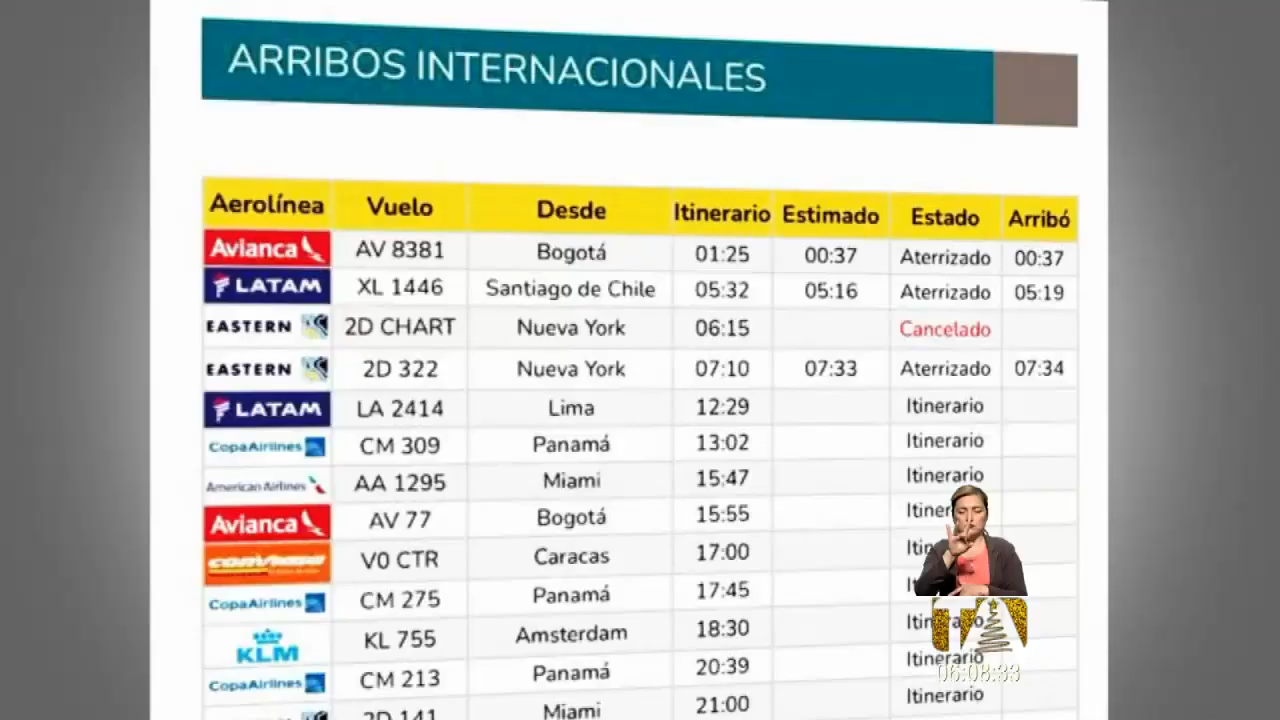 ARRIBOS INTERNACIONALES
Aerolínea Vuelo Desde Itinerario Estimado Estado Arribó
Avianca AV 8381 Bogotá 01:25 00:37 Aterrizado 00:37
LATAM XL 1446 Santiago de Chile 05:32 05:16 Aterrizado 05:19
EASTERN 2D CHART Nueva York 06:15 Cancelado
EASTERN 2D 322 Nueva York 07:10 07:33 Aterrizado 07:34
LATAM LA 2414 Lima 12:29 Itinerario
CopaAirlines CM 309 Panamá 13:02 Itinerario
American Airlines AA 1295 Miami 15:47 Itinerario
Avianca AV 77 Bogotá 15:55
V0 CTR Caracas 17:00
CopaAirlines CM 275 Panamá 17:45
KLM KL 755 Amsterdam 18:30
CopaAirlines CM 213 Panamá 20:39 Itinerario
2D 141 Miami 21:00 Itinerario
06:08:33